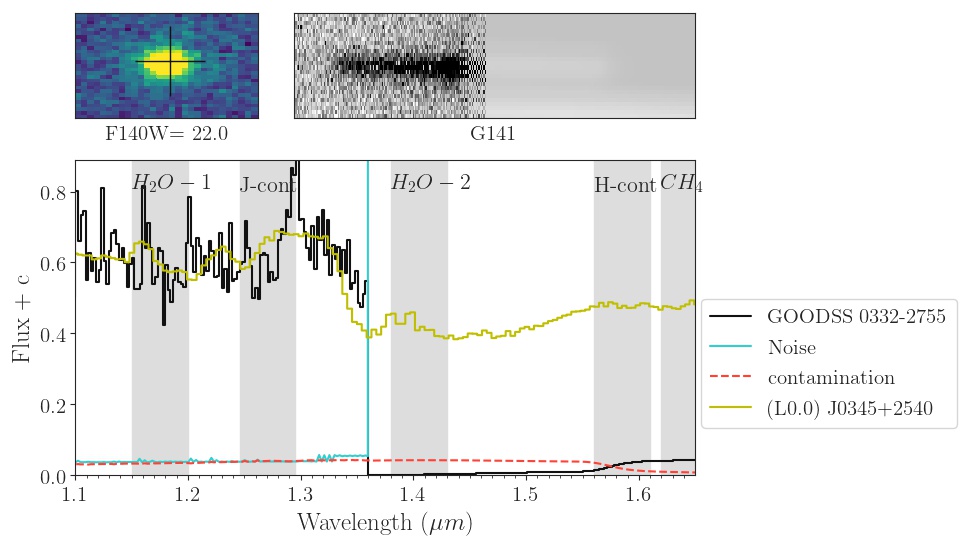 F140W= 22.0
G141
H₂O − 1
J-cont
H₂O − 2
H-cont
CH₄
0.8
0.6
0.4
0.2
0.0
Flux + c
1.1
1.2
1.3
1.4
1.5
1.6
Wavelength (μm)
GOODSS 0332-2755
Noise
contamination
(L0.0) J0345+2540